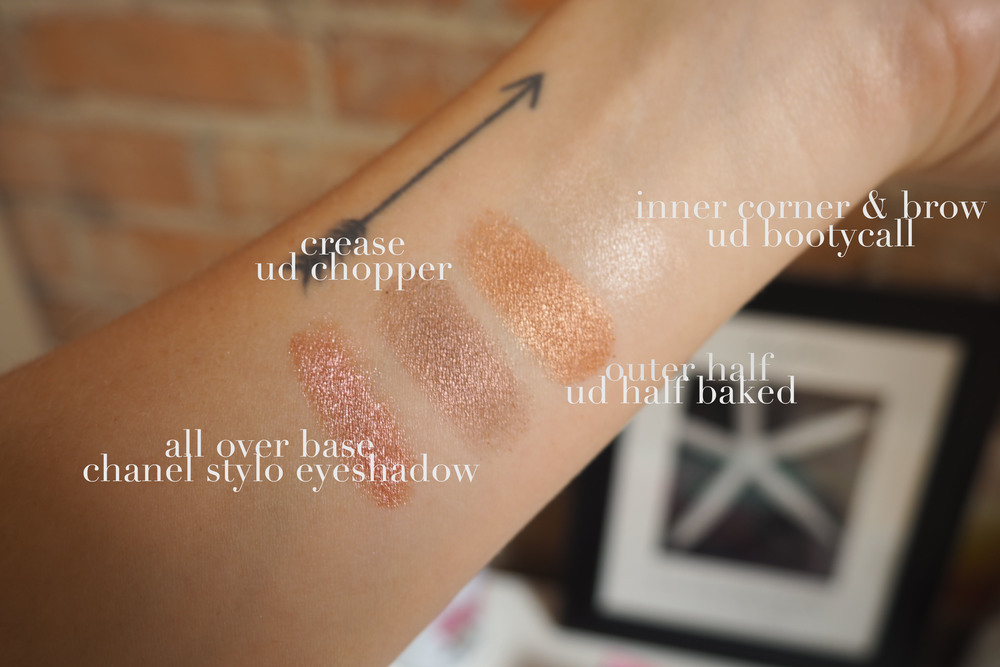 inner corner & brow
ud bootycall
crease
ud chopper
outer half
ud half baked
all over base
chanel stylo eyeshadow